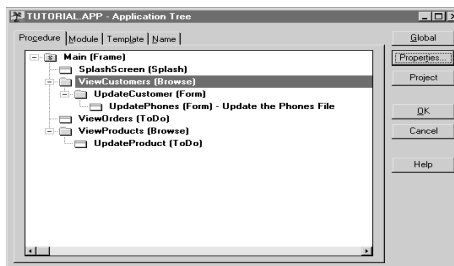 TUTORIAL.APP - Application Tree
Procedure Module Template Name
Main (Frame)
SplashScreen (Splash)
ViewCustomers (Browse)
UpdateCustomer (Form)
UpdatePhones (Form) - Update the Phones File
ViewOrders (ToDo)
ViewProducts (Browse)
UpdateProduct (ToDo)
Global
Properties...
Project
OK
Cancel
Help